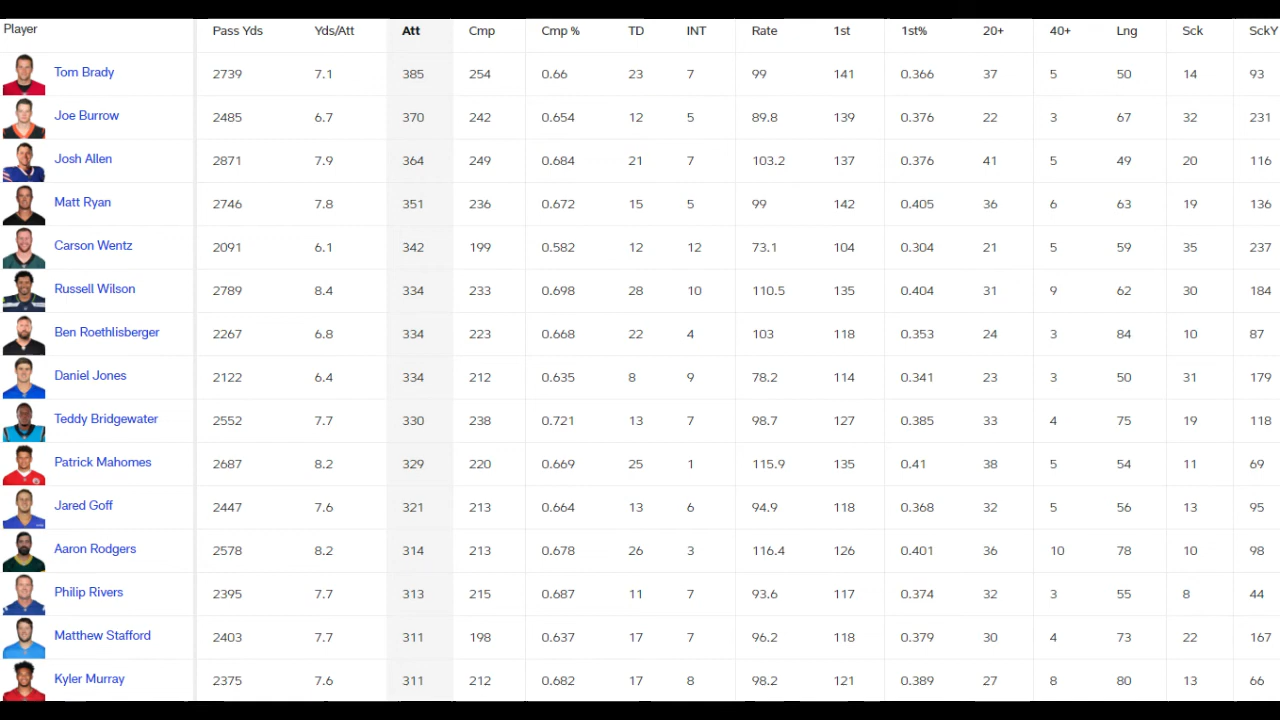 Player Pass Yds Yds/Att Att Cmp Cmp % TD INT Rate 1st 1st% 20+ 40+ Lng Sck SckY
Tom Brady 2739 7.1 385 254 0.66 23 7 99 141 0.366 37 5 50 14 93
Joe Burrow 2485 6.7 370 242 0.654 12 5 89.8 139 0.376 22 3 67 32 231
Josh Allen 2871 7.9 364 249 0.684 21 7 103.2 137 0.376 41 5 49 20 116
Matt Ryan 2746 7.8 351 236 0.672 15 5 99 142 0.405 36 6 63 19 136
Carson Wentz 2091 6.1 342 199 0.582 12 12 73.1 104 0.304 21 5 59 35 237
Russell Wilson 2789 8.4 334 233 0.698 28 10 110.5 135 0.404 31 9 62 30 184
Ben Roethlisberger 2267 6.8 334 223 0.668 22 4 103 118 0.353 24 3 84 10 87
Daniel Jones 2122 6.4 334 212 0.635 8 9 78.2 114 0.341 23 3 50 31 179
Teddy Bridgewater 2552 7.7 330 238 0.721 13 7 98.7 127 0.385 33 4 75 19 118
Patrick Mahomes 2687 8.2 329 220 0.669 25 1 115.9 135 0.41 38 5 54 11 69
Jared Goff 2447 7.6 321 213 0.664 13 6 94.9 118 0.368 32 5 56 13 95
Aaron Rodgers 2578 8.2 314 213 0.678 26 3 116.4 126 0.401 36 10 78 10 98
Philip Rivers 2395 7.7 313 215 0.687 11 7 93.6 117 0.374 32 3 55 8 44
Matthew Stafford 2403 7.7 311 198 0.637 17 7 96.2 118 0.379 30 4 73 22 167
Kyler Murray 2375 7.6 311 212 0.682 17 8 98.2 121 0.389 27 8 80 13 66